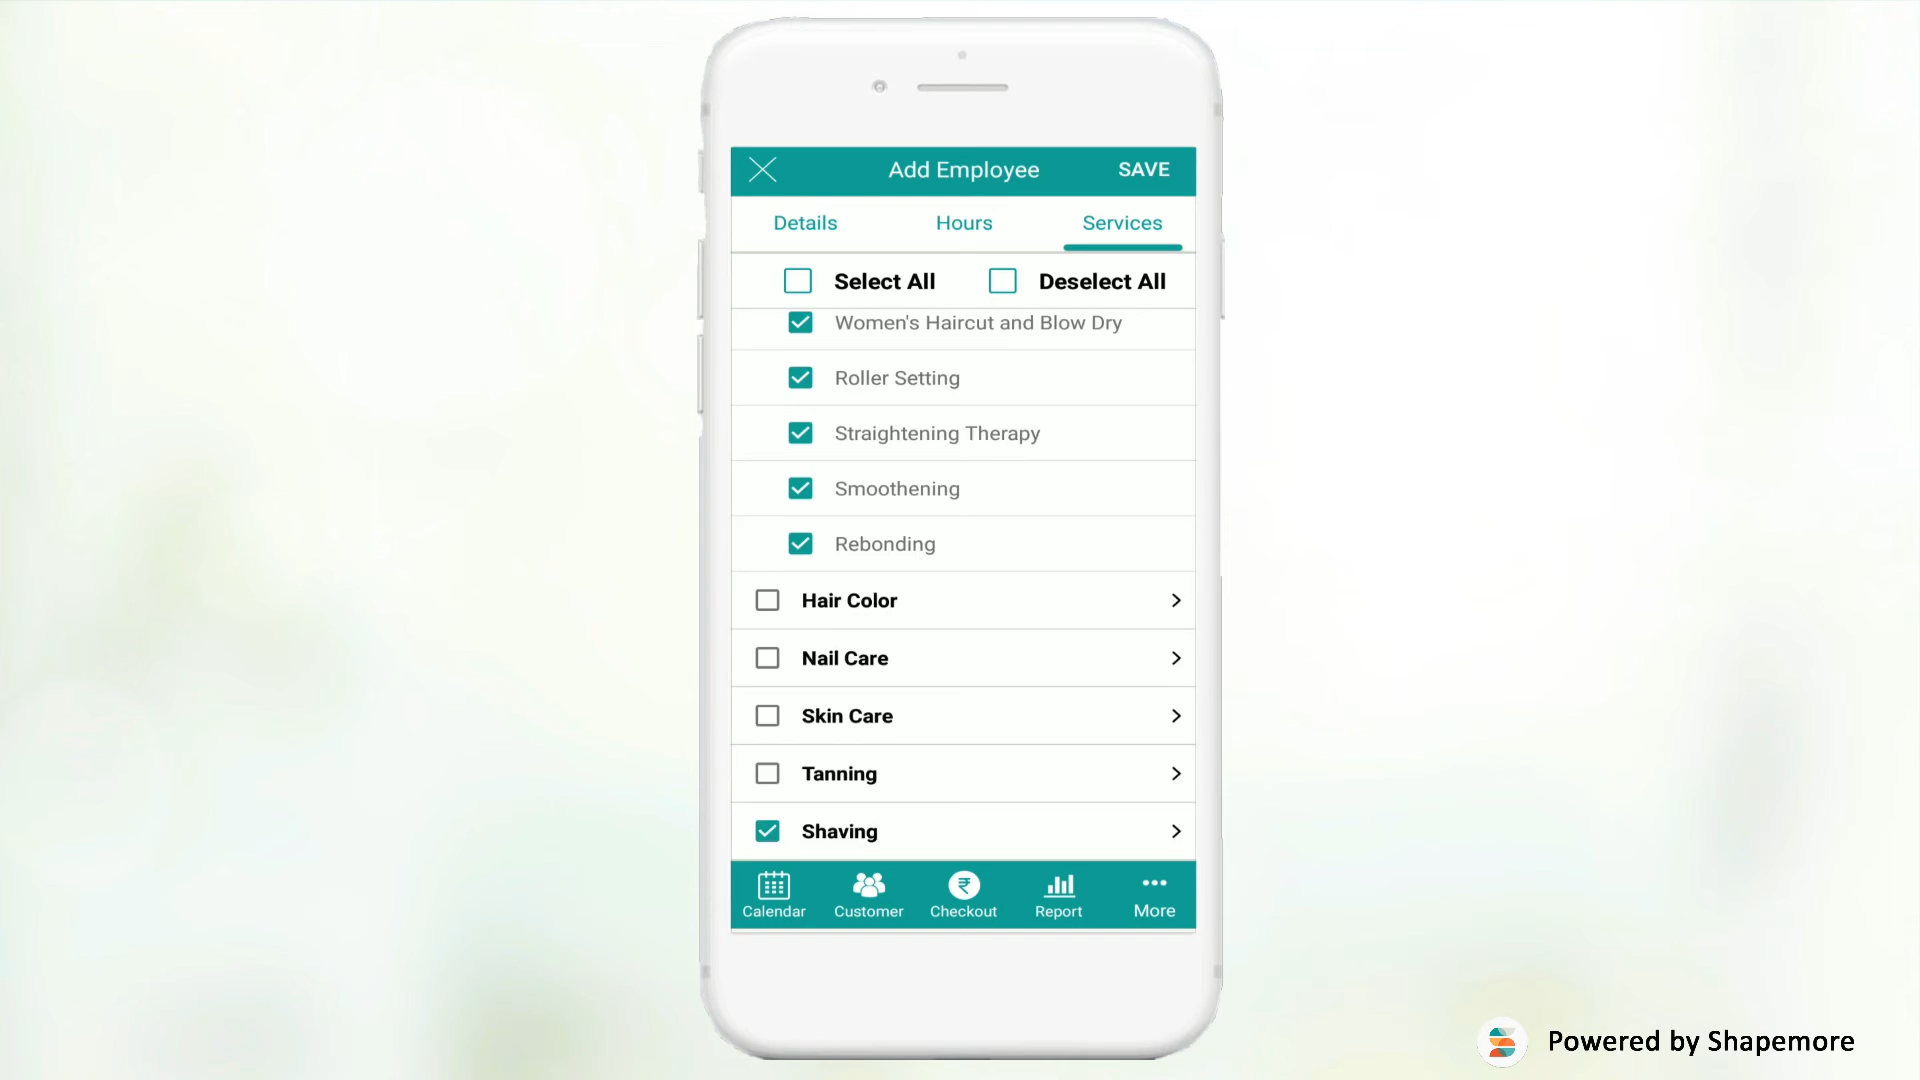 Add Employee SAVE
Details Hours Services
Select All Deselect All
Women's Haircut and Blow Dry
Roller Setting
Straightening Therapy
Smoothening
Rebonding
Hair Color
Nail Care
Skin Care
Tanning
Shaving
Calendar Customer Checkout Report More
Powered by Shapemore